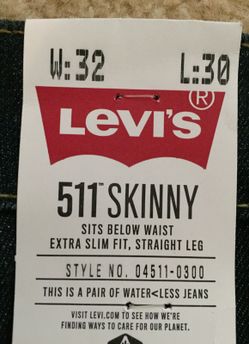 W:32 L:30
LEVI'S®
511™ SKINNY
SITS BELOW WAIST
EXTRA SLIM FIT, STRAIGHT LEG
STYLE NO. 04511-0300
THIS IS A PAIR OF WATER<LESS JEANS
VISIT LEVI.COM TO SEE HOW WE'RE
FINDING WAYS TO CARE FOR OUR PLANET.